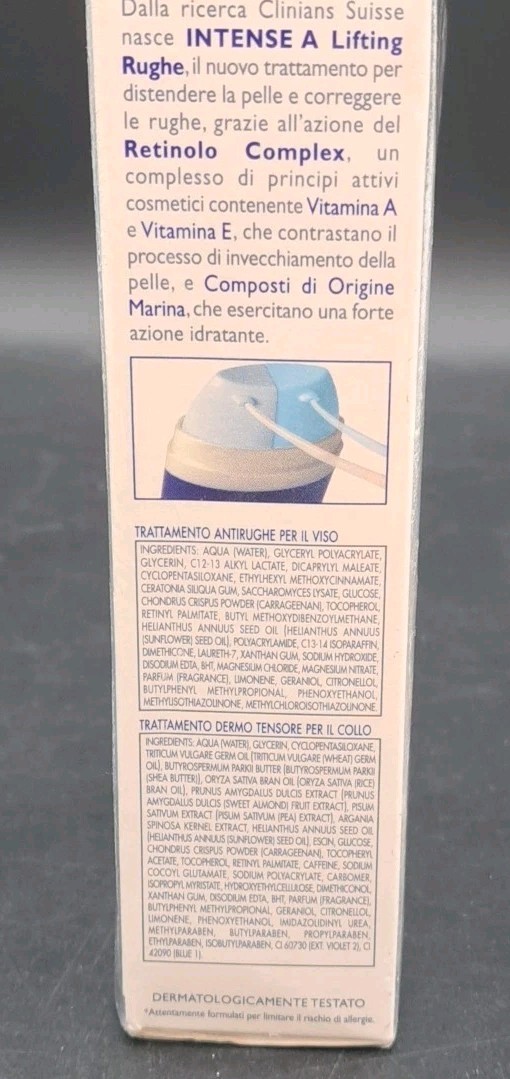 Dalla ricerca Clinians Suisse
nasce INTENSE A Lifting
Rughe, il nuovo trattamento per
distendere la pelle e correggere
le rughe, grazie all'azione del
Retinolo Complex, un
complesso di principi attivi
cosmetici contenente Vitamina A
e Vitamina E, che contrastano il
processo di invecchiamento della
pelle, e Composti di Origine
Marina, che esercitano una forte
azione idratante.
TRATTAMENTO ANTIRUGHE PER IL VISO
INGREDIENTS: AQUA (WATER), GLYCERYL POLYACRYLATE,
GLYCERIN, C12-13 ALKYL LACTATE, DICAPRYLYL MALEATE,
CYCLOPENTASILOXANE, ETHYLHEXYL METHOXYCINNAMATE,
CERATONIA SILIQUA GUM, SACCHAROMYCES LYSATE, GLUCOSE,
CHONDRUS CRISPUS POWDER (CARRAGEENAN), TOCOPHEROL,
RETINYL PALMITATE, BUTYL METHOXYDIBENZOYLMETHANE,
HELIANTHUS ANNUUS SEED OIL (HELIANTHUS ANNUUS
(SUNFLOWER) SEED OIL), POLYACRYLAMIDE, C13-14 ISOPARAFFIN,
DIMETHICONE, LAURETH-7, XANTHAN GUM, SODIUM HYDROXIDE,
DISODIUM EDTA, BHT, MAGNESIUM CHLORIDE, MAGNESIUM NITRATE,
PARFUM (FRAGRANCE), LIMONENE, GERANIOL, CITRONELLOL,
BUTYLPHENYL METHYLPROPIONAL, PHENOXYETHANOL,
METHYLISOTHIAZOLINONE, METHYLCHLOROISOTHIAZOLINONE.
TRATTAMENTO DERMO TENSORE PER IL COLLO
INGREDIENTS: AQUA (WATER), GLYCERIN, CYCLOPENTASILOXANE,
TRITICUM VULGARE GERM OIL (TRITICUM VULGARE (WHEAT) GERM
OIL), BUTYROSPERMUM PARKII BUTTER (BUTYROSPERMUM PARKII
(SHEA BUTTER)), ORYZA SATIVA BRAN OIL (ORYZA SATIVA (RICE)
BRAN OIL), PRUNUS AMYGDALUS DULCIS EXTRACT (PRUNUS
AMYGDALUS DULCIS (SWEET ALMOND) FRUIT EXTRACT), PISUM
SATIVUM EXTRACT (PISUM SATIVUM (PEA) EXTRACT), ARGANIA
SPINOSA KERNEL EXTRACT, HELIANTHUS ANNUUS SEED OIL
(HELIANTHUS ANNUUS (SUNFLOWER) SEED OIL), ESCIN, GLUCOSE,
CHONDRUS CRISPUS POWDER (CARRAGEENAN), TOCOPHERYL
ACETATE, TOCOPHEROL, RETINYL PALMITATE, CAFFEINE, SODIUM
COCOYL GLUTAMATE, SODIUM POLYACRYLATE, CARBOMER,
ISOPROPYL MYRISTATE, HYDROXYETHYLCELLULOSE, DIMETHICONOL,
XANTHAN GUM, DISODIUM EDTA, BHT, PARFUM (FRAGRANCE),
BUTYLPHENYL METHYLPROPIONAL, GERANIOL, CITRONELLOL,
LIMONENE, PHENOXYETHANOL, IMIDAZOLIDINYL UREA,
METHYLPARABEN, BUTYLPARABEN, PROPYLPARABEN,
ETHYLPARABEN, ISOBUTYLPARABEN, CI 60730 (EXT. VIOLET 2), CI
42090 (BLUE 1).
DERMATOLOGICAMENTE TESTATO
*Attentamente formulati per limitare il rischio di allergie.